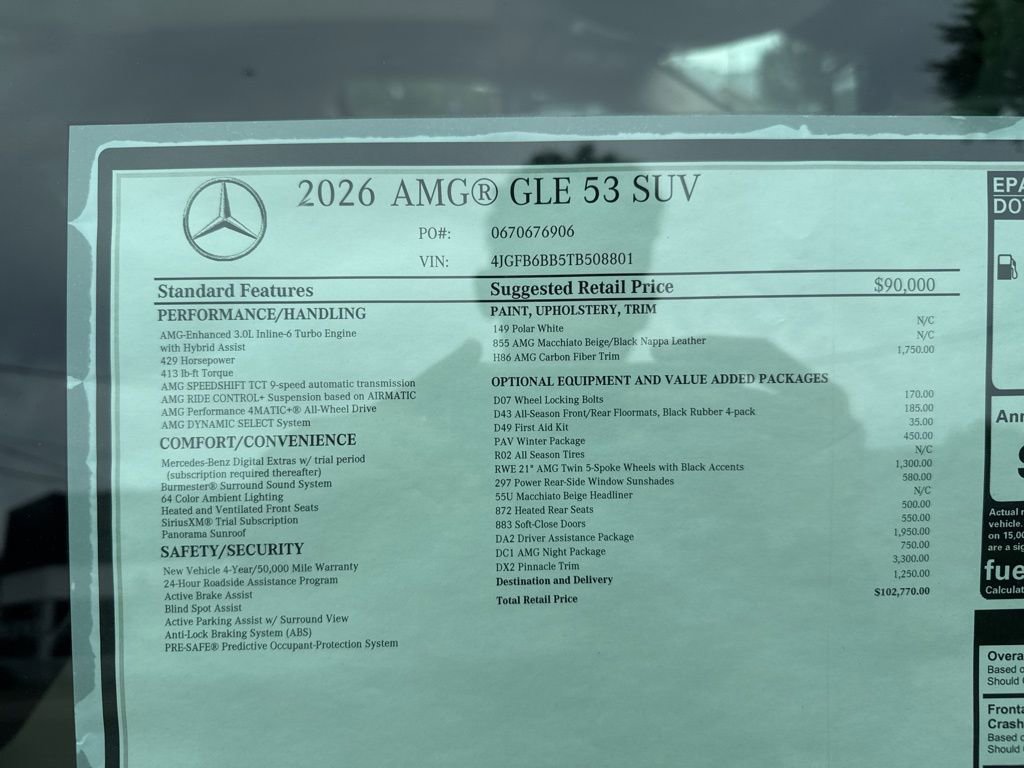 2026 AMG® GLE 53 SUV
PO#: 0670676906
VIN: 4JGFB6BB5TB508801
Standard Features
PERFORMANCE/HANDLING
AMG-Enhanced 3.0L Inline-6 Turbo Engine
with Hybrid Assist
429 Horsepower
413 lb-ft Torque
AMG SPEEDSHIFT TCT 9-speed automatic transmission
AMG RIDE CONTROL+ Suspension based on AIRMATIC
AMG Performance 4MATIC+® All-Wheel Drive
AMG DYNAMIC SELECT System
COMFORT/CONVENIENCE
Mercedes-Benz Digital Extras w/ trial period
(subscription required thereafter)
Burmester® Surround Sound System
64 Color Ambient Lighting
Heated and Ventilated Front Seats
SiriusXM® Trial Subscription
Panorama Sunroof
SAFETY/SECURITY
New Vehicle 4-Year/50,000 Mile Warranty
24-Hour Roadside Assistance Program
Active Brake Assist
Blind Spot Assist
Active Parking Assist w/ Surround View
Anti-Lock Braking System (ABS)
PRE-SAFE® Predictive Occupant-Protection System
Suggested Retail Price $90,000
PAINT, UPHOLSTERY, TRIM
149 Polar White N/C
855 AMG Macchiato Beige/Black Nappa Leather N/C
H86 AMG Carbon Fiber Trim 1,750.00
OPTIONAL EQUIPMENT AND VALUE ADDED PACKAGES
D07 Wheel Locking Bolts 170.00
D43 All-Season Front/Rear Floormats, Black Rubber 4-pack 185.00
D49 First Aid Kit 35.00
PAV Winter Package 450.00
R02 All Season Tires N/C
RWE 21" AMG Twin 5-Spoke Wheels with Black Accents 1,300.00
297 Power Rear-Side Window Sunshades 580.00
55U Macchiato Beige Headliner N/C
872 Heated Rear Seats 500.00
883 Soft-Close Doors 550.00
DA2 Driver Assistance Package 1,950.00
DC1 AMG Night Package 750.00
DX2 Pinnacle Trim 3,300.00
Destination and Delivery 1,250.00
Total Retail Price $102,770.00
EPA
DOT
Ann
$
Actual r
vehicle.
on 15,00
are a sig
fue
Calculat
Overa
Based o
Should
Fronta
Crash
Based o
Should